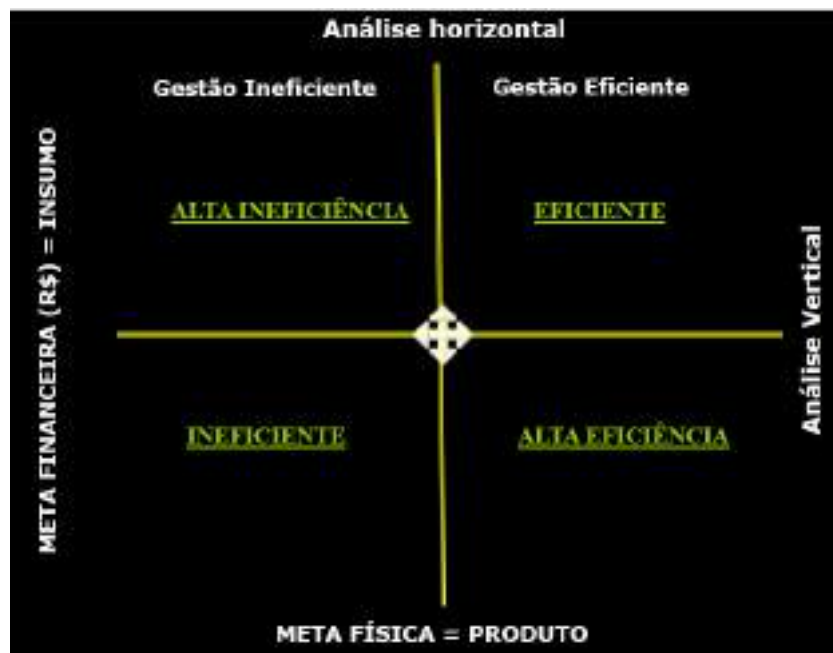 Análise horizontal
Gestão Ineficiente
Gestão Eficiente
META FINANCEIRA (R$) = INSUMO
ALTA INEFICIÊNCIA
EFICIENTE
Análise Vertical
INEFICIENTE
ALTA EFICIÊNCIA
META FÍSICA = PRODUTO